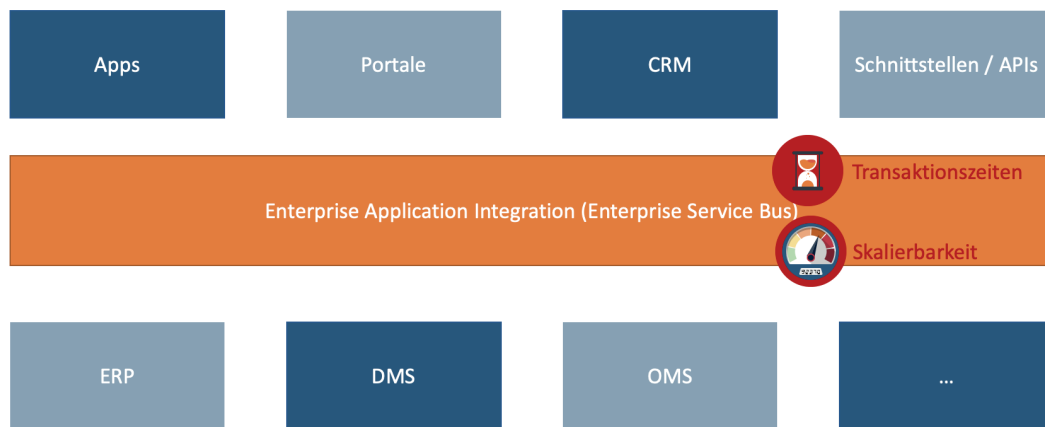 Apps
Portale
CRM
Schnittstellen / APIs
Transaktionszeiten
Enterprise Application Integration (Enterprise Service Bus)
Skalierbarkeit
ERP
DMS
OMS
...